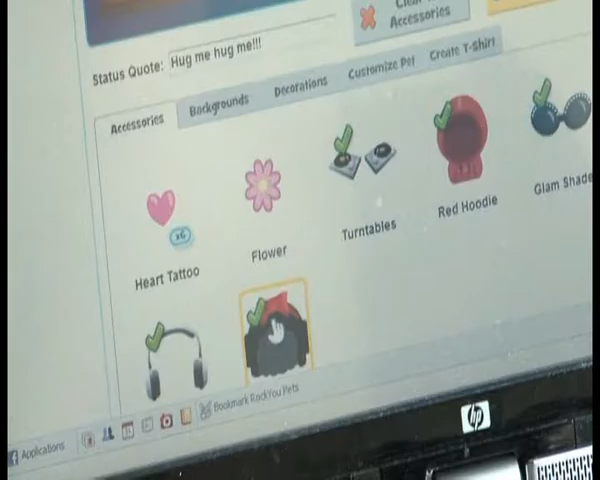 Clear
Accessories
Status Quote: Hug me hug me!!!
Accessories Backgrounds Decorations Customize Pet Create T-Shirt
x6
Heart Tattoo Flower Turntables Red Hoodie Glam Shade
Applications Bookmark RockYou Pets
hp